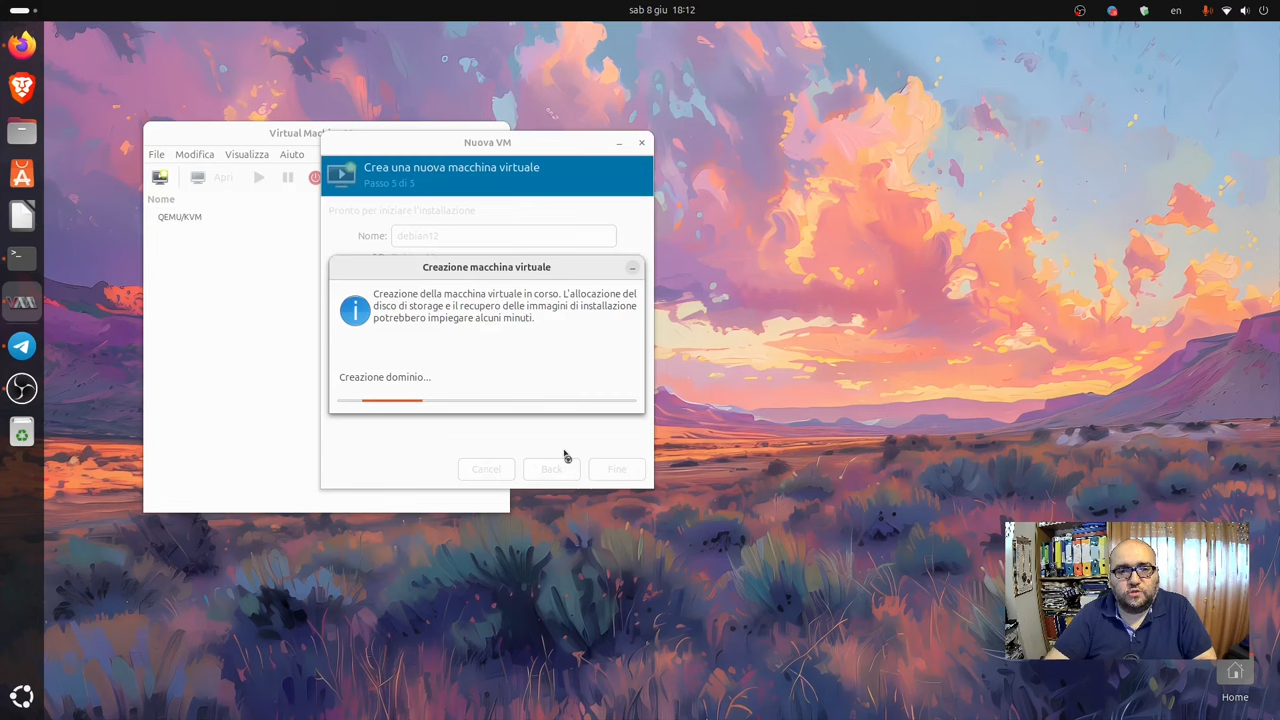 sab 8 giu 18:12
en
Virtual Mac
File Modifica Visualizza Aiuto
Apri
Nome
QEMU/KVM
Nuova VM
Crea una nuova macchina virtuale
Passo 5 di 5
Pronto per iniziare l'installazione
Nome: debian12
Creazione macchina virtuale
Creazione della macchina virtuale in corso. L'allocazione del
disco di storage e il recupero delle immagini di installazione
potrebbero impiegare alcuni minuti.
Creazione dominio...
Cancel Back Fine
Home